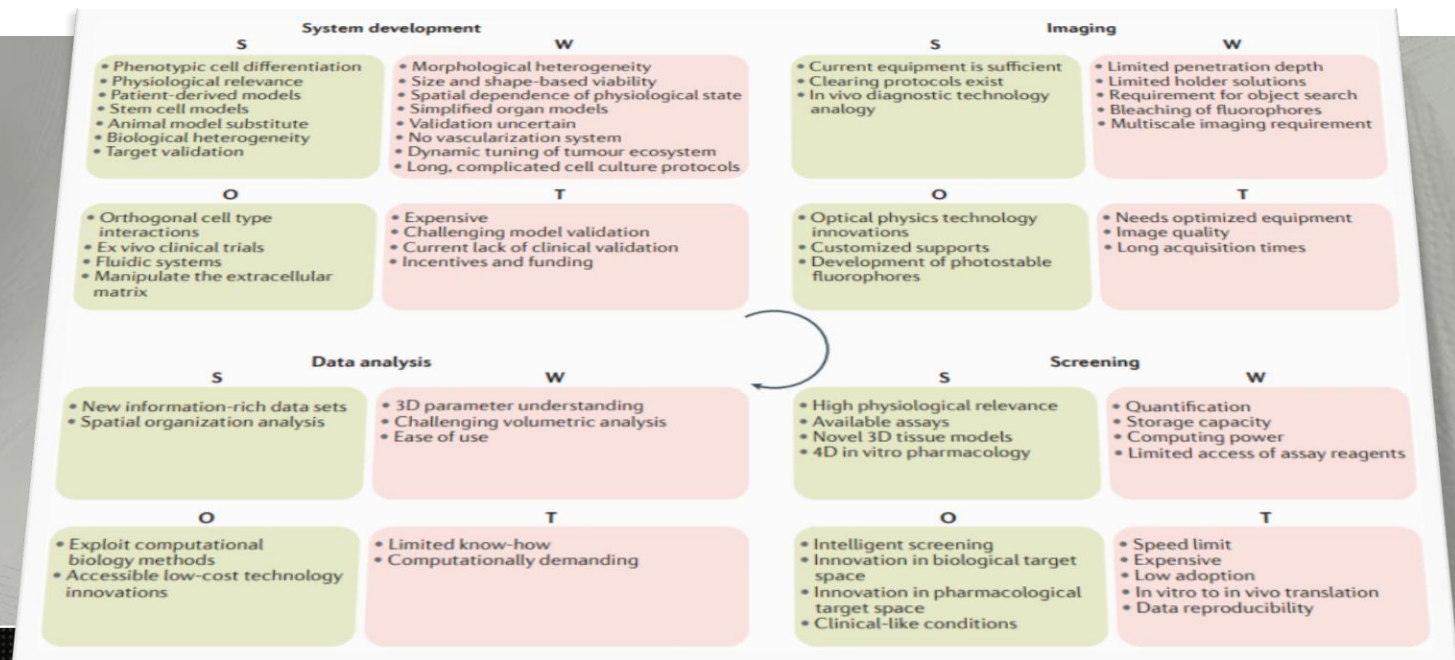 System development
S
• Phenotypic cell differentiation
• Physiological relevance
• Patient-derived models
• Stem cell models
• Animal model substitute
• Biological heterogeneity
• Target validation
W
• Morphological heterogeneity
• Size and shape-based viability
• Spatial dependence of physiological state
• Simplified organ models
• Validation uncertain
• No vascularization system
• Dynamic tuning of tumour ecosystem
• Long, complicated cell culture protocols
O
• Orthogonal cell type
interactions
• Ex vivo clinical trials
• Fluidic systems
• Manipulate the extracellular
matrix
T
• Expensive
• Challenging model validation
• Current lack of clinical validation
• Incentives and funding
Imaging
S
• Current equipment is sufficient
• Clearing protocols exist
• In vivo diagnostic technology
analogy
W
• Limited penetration depth
• Limited holder solutions
• Requirement for object search
• Bleaching of fluorophores
• Multiscale imaging requirement
O
• Optical physics technology
innovations
• Customized supports
• Development of photostable
fluorophores
T
• Needs optimized equipment
• Image quality
• Long acquisition times
Data analysis
S
• New information-rich data sets
• Spatial organization analysis
W
• 3D parameter understanding
• Challenging volumetric analysis
• Ease of use
O
• Exploit computational
biology methods
• Accessible low-cost technology
innovations
T
• Limited know-how
• Computationally demanding
Screening
S
• High physiological relevance
• Available assays
• Novel 3D tissue models
• 4D in vitro pharmacology
W
• Quantification
• Storage capacity
• Computing power
• Limited access of assay reagents
O
• Intelligent screening
• Innovation in biological target
space
• Innovation in pharmacological
target space
• Clinical-like conditions
T
• Speed limit
• Expensive
• Low adoption
• In vitro to in vivo translation
• Data reproducibility